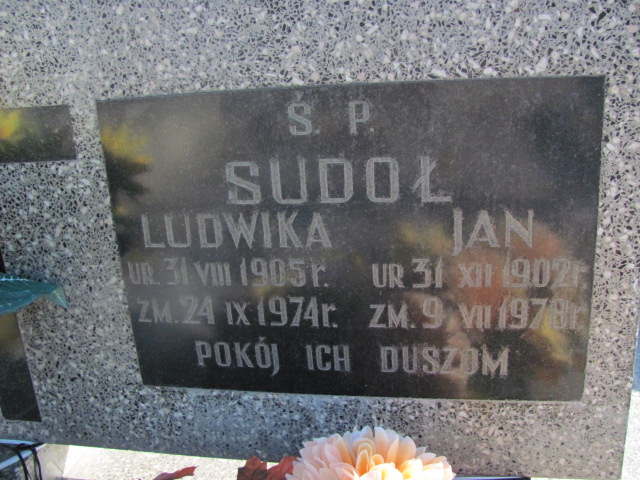 Ś. P.
SUDOŁ
LUDWIKA JAN
UR. 31 VIII 1905 r. UR 31 XII 1902 r
ZM. 24 IX 1974 r. ZM. 9 VII 1978 r
POKÓJ ICH DUSZOM